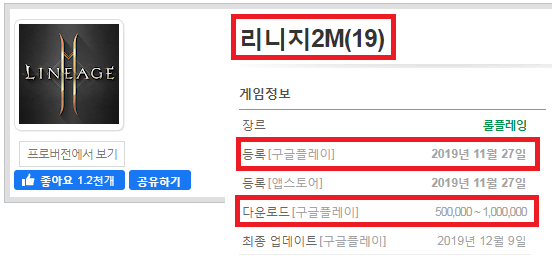 리니지2M(19)
LINEAGE
II
프로버전에서 보기
좋아요 1.2천개
공유하기
게임정보
장르 롤플레잉
등록[구글플레이] 2019년 11월 27일
등록[앱스토어] 2019년 11월 27일
다운로드[구글플레이] 500,000 ~ 1,000,000
최종 업데이트[구글플레이] 2019년 12월 9일